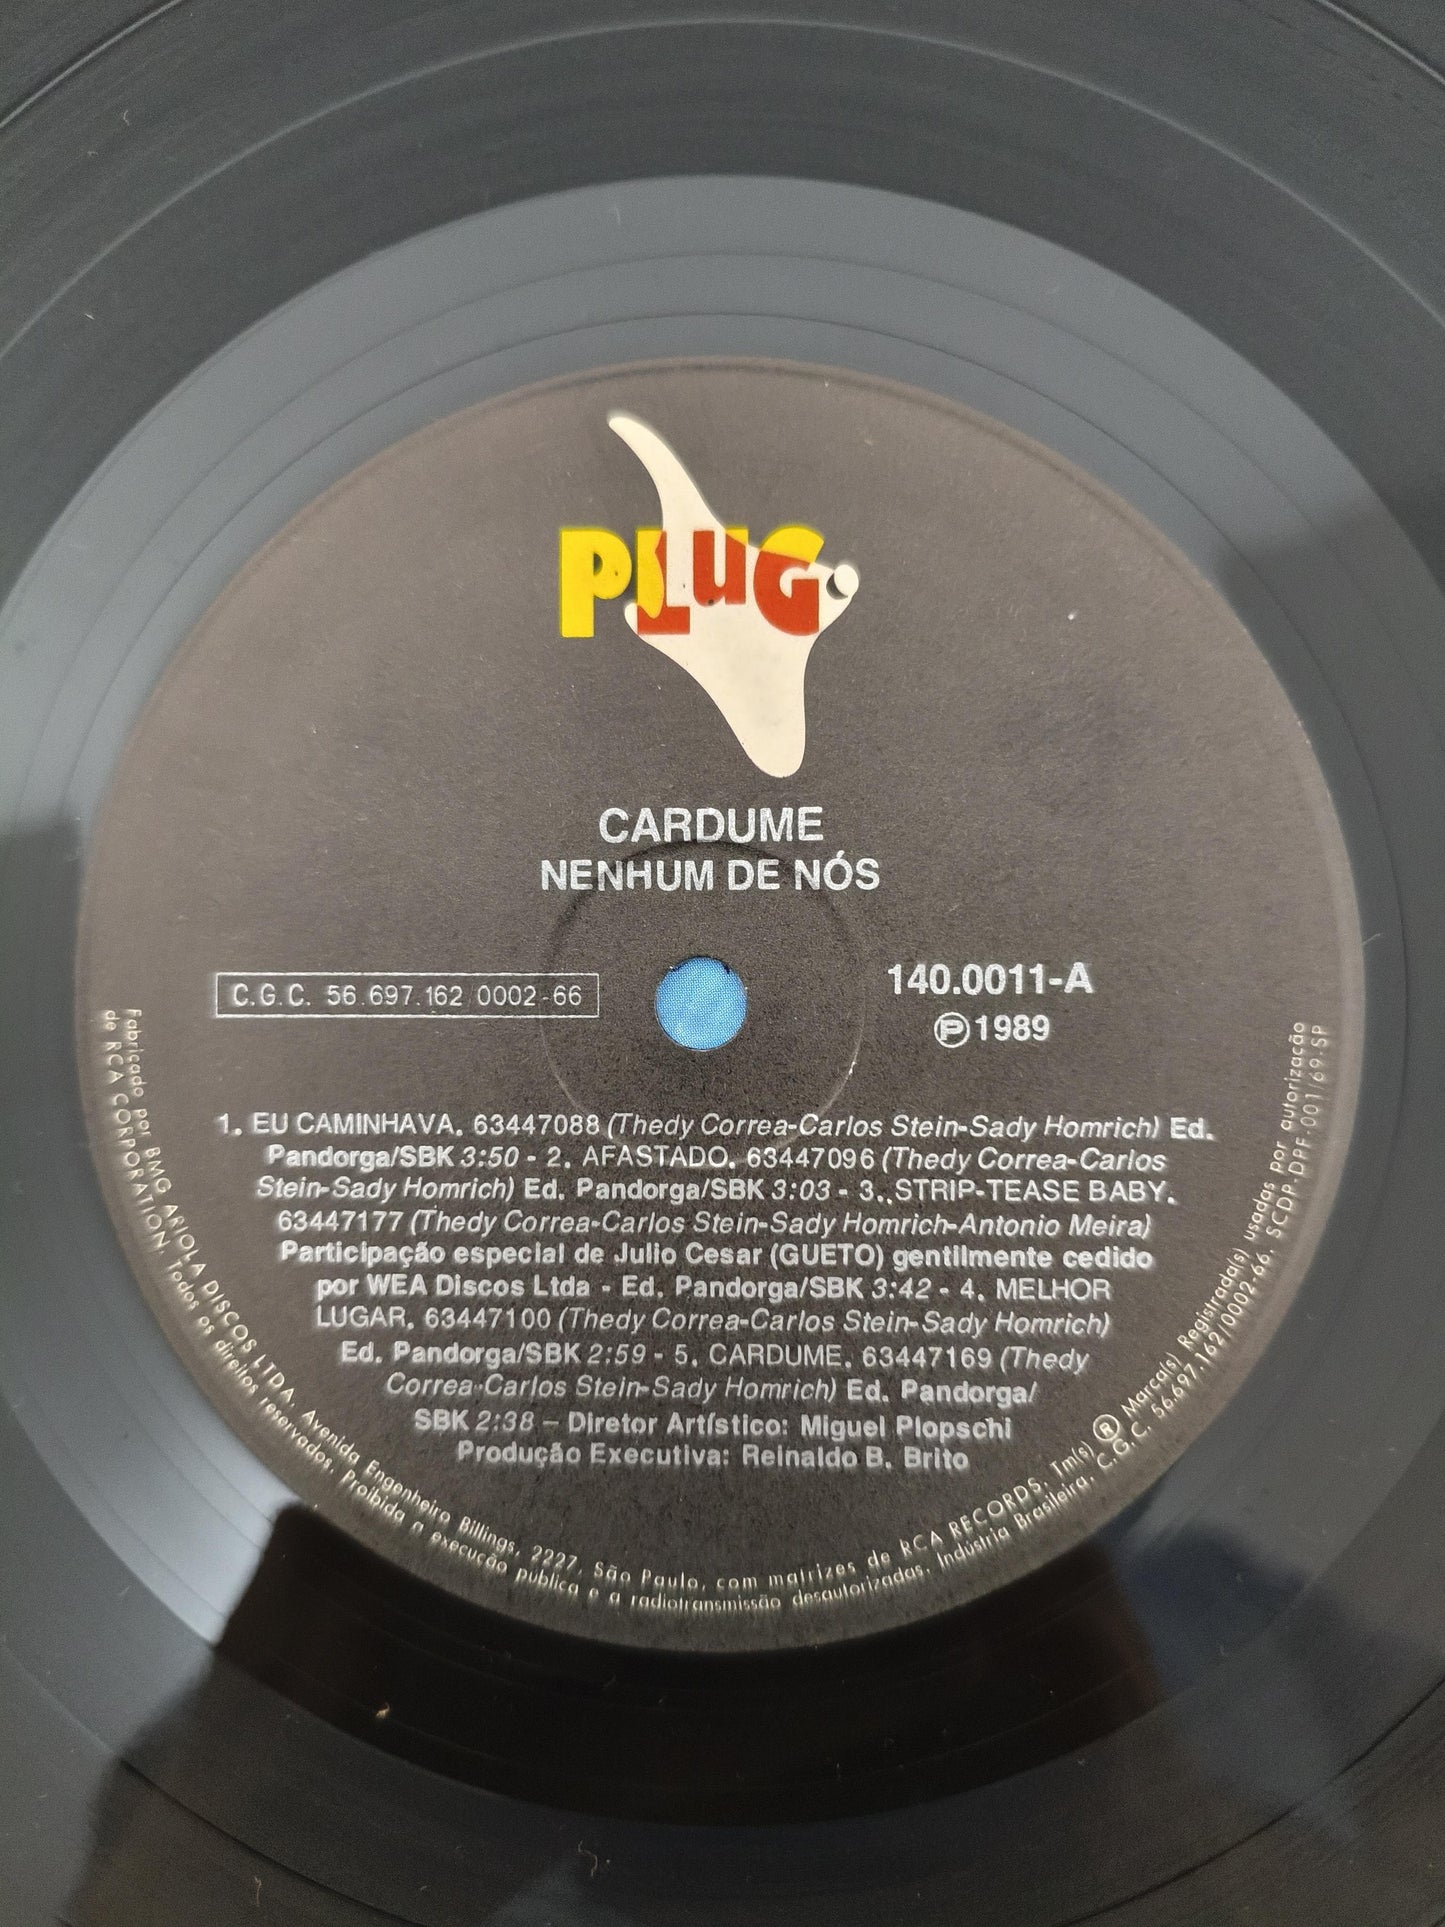 PLUG
CARDUME
NENHUM DE NÓS
C.G.C. 56.697.162 0002-66
140.0011-A
Ⓟ1989
1. EU CAMINHAVA. 63447088 (Thedy Correa-Carlos Stein-Sady Homrich) Ed.
Pandorga/SBK 3:50 - 2. AFASTADO. 63447096 (Thedy Correa-Carlos
Stein-Sady Homrich) Ed. Pandorga/SBK 3:03 - 3. STRIP-TEASE BABY.
63447177 (Thedy Correa-Carlos Stein-Sady Homrich-Antonio Meira)
Participação especial de Julio Cesar (GUETO) gentilmente cedido
por WEA Discos Ltda - Ed. Pandorga/SBK 3:42 - 4. MELHOR
LUGAR. 63447100 (Thedy Correa-Carlos Stein-Sady Homrich)
Ed. Pandorga/SBK 2:59 - 5. CARDUME. 63447169 (Thedy
Correa-Carlos Stein-Sady Homrich) Ed. Pandorga/
SBK 2:38 – Diretor Artístico: Miguel Plopschi
Produção Executiva: Reinaldo B. Brito
Fabricado por BMG ARIOLA DISCOS LTDA. Avenida Engenheiro Billings, 2227, São Paulo, com matrizes de RCA RECORDS, Tm(s) ® Marca(s) Registrada(s) usadas Por autorização
de RCA CORPORATION. Todos os direitos reservados. Proibida a execução pública e a radiotransmissão desautorizadas. Indústria Brasileira. C.G.C. 56.697.162/0002-66. SCDP-DPF-001/69-SP